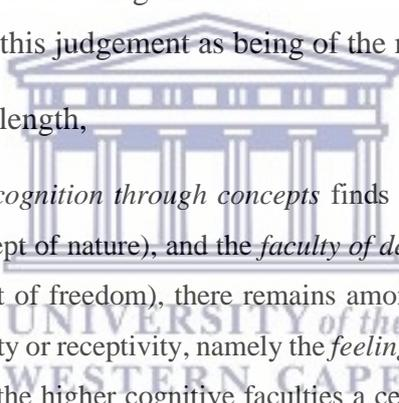 this judgement as being of the
length,
cognition through concepts finds
ept of nature), and the faculty of de
t of freedom), there remains amo
UNIVERSITY of the
ty or receptivity, namely the feeling
WESTERN CAPE
the higher cognitive faculties a ce